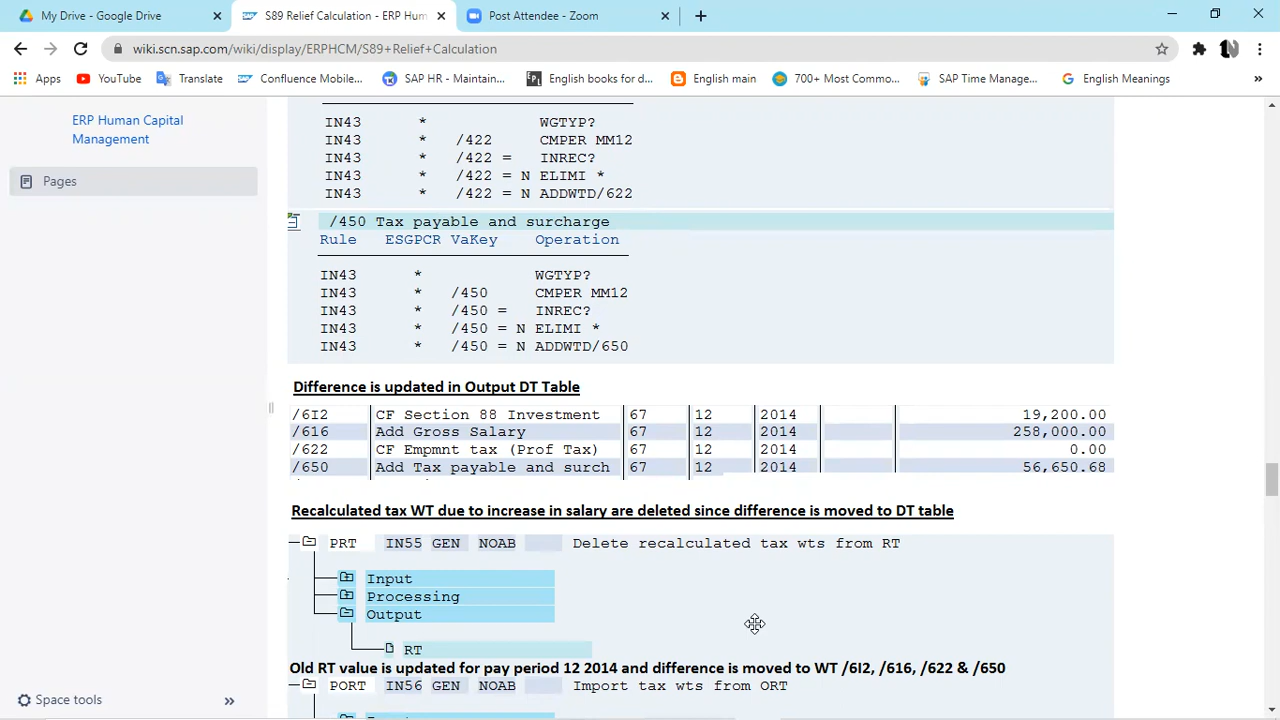 My Drive - Google Drive
S89 Relief Calculation - ERP Hum
Post Attendee - Zoom
wiki.scn.sap.com/wiki/display/ERPHCM/S89+Relief+Calculation
Apps
YouTube
Translate
Confluence Mobile...
SAP HR - Maintain...
English books for d...
English main
700+ Most Commo...
SAP Time Manage...
English Meanings
»
ERP Human Capital
Management
Pages
IN43 * WGTYP?
IN43 * /422 CMPER MM12
IN43 * /422 = INREC?
IN43 * /422 = N ELIMI *
IN43 * /422 = N ADDWTD/622
/450 Tax payable and surcharge
Rule ESGPCR VaKey Operation
IN43 * WGTYP?
IN43 * /450 CMPER MM12
IN43 * /450 = INREC?
IN43 * /450 = N ELIMI *
IN43 * /450 = N ADDWTD/650
Difference is updated in Output DT Table
/6I2 CF Section 88 Investment 67 12 2014 19,200.00
/616 Add Gross Salary 67 12 2014 258,000.00
/622 CF Empmnt tax (Prof Tax) 67 12 2014 0.00
/650 Add Tax payable and surch 67 12 2014 56,650.68
Recalculated tax WT due to increase in salary are deleted since difference is moved to DT table
PRT IN55 GEN NOAB Delete recalculated tax wts from RT
Input
Processing
Output
RT
Old RT value is updated for pay period 12 2014 and difference is moved to WT /6I2, /616, /622 & /650
PORT IN56 GEN NOAB Import tax wts from ORT
Space tools »